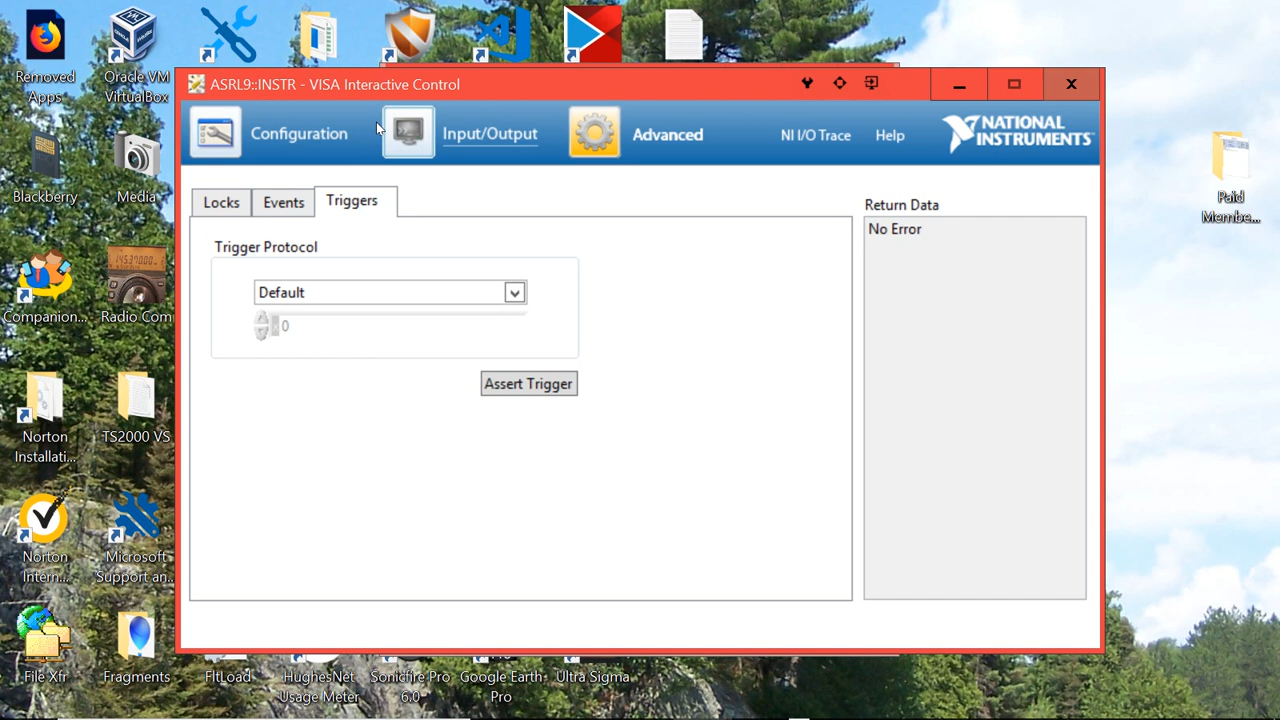 Removed
Apps
Oracle VM
VirtualBox
ASRL9::INSTR - VISA Interactive Control
Configuration
Input/Output
Advanced
NI I/O Trace
Help
NATIONAL
INSTRUMENTS
Blackberry
Media
Paid
Membe...
Locks
Events
Triggers
Return Data
No Error
Trigger Protocol
Default
0
Assert Trigger
Companion...
Radio Com
Norton
Installati...
TS2000 VS
Norton
Intern...
Microsoft
Support an...
File Xfr
Fragments
FltLoad
HughesNet
Usage Meter
Sonicfire Pro
6.0
Google Earth
Pro
Ultra Sigma